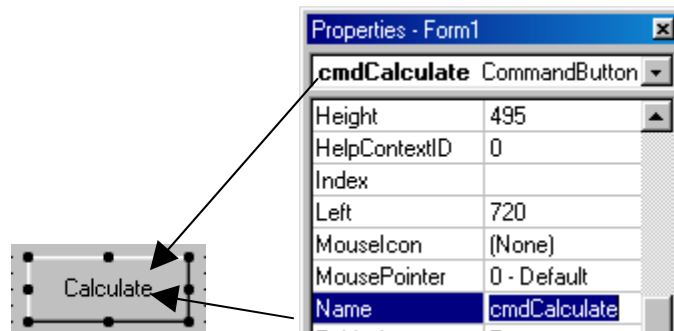 Properties - Form1
cmdCalculate CommandButton
Height 495
HelpContextID 0
Index
Left 720
MouseIcon (None)
MousePointer 0 - Default
Name cmdCalculate
Calculate